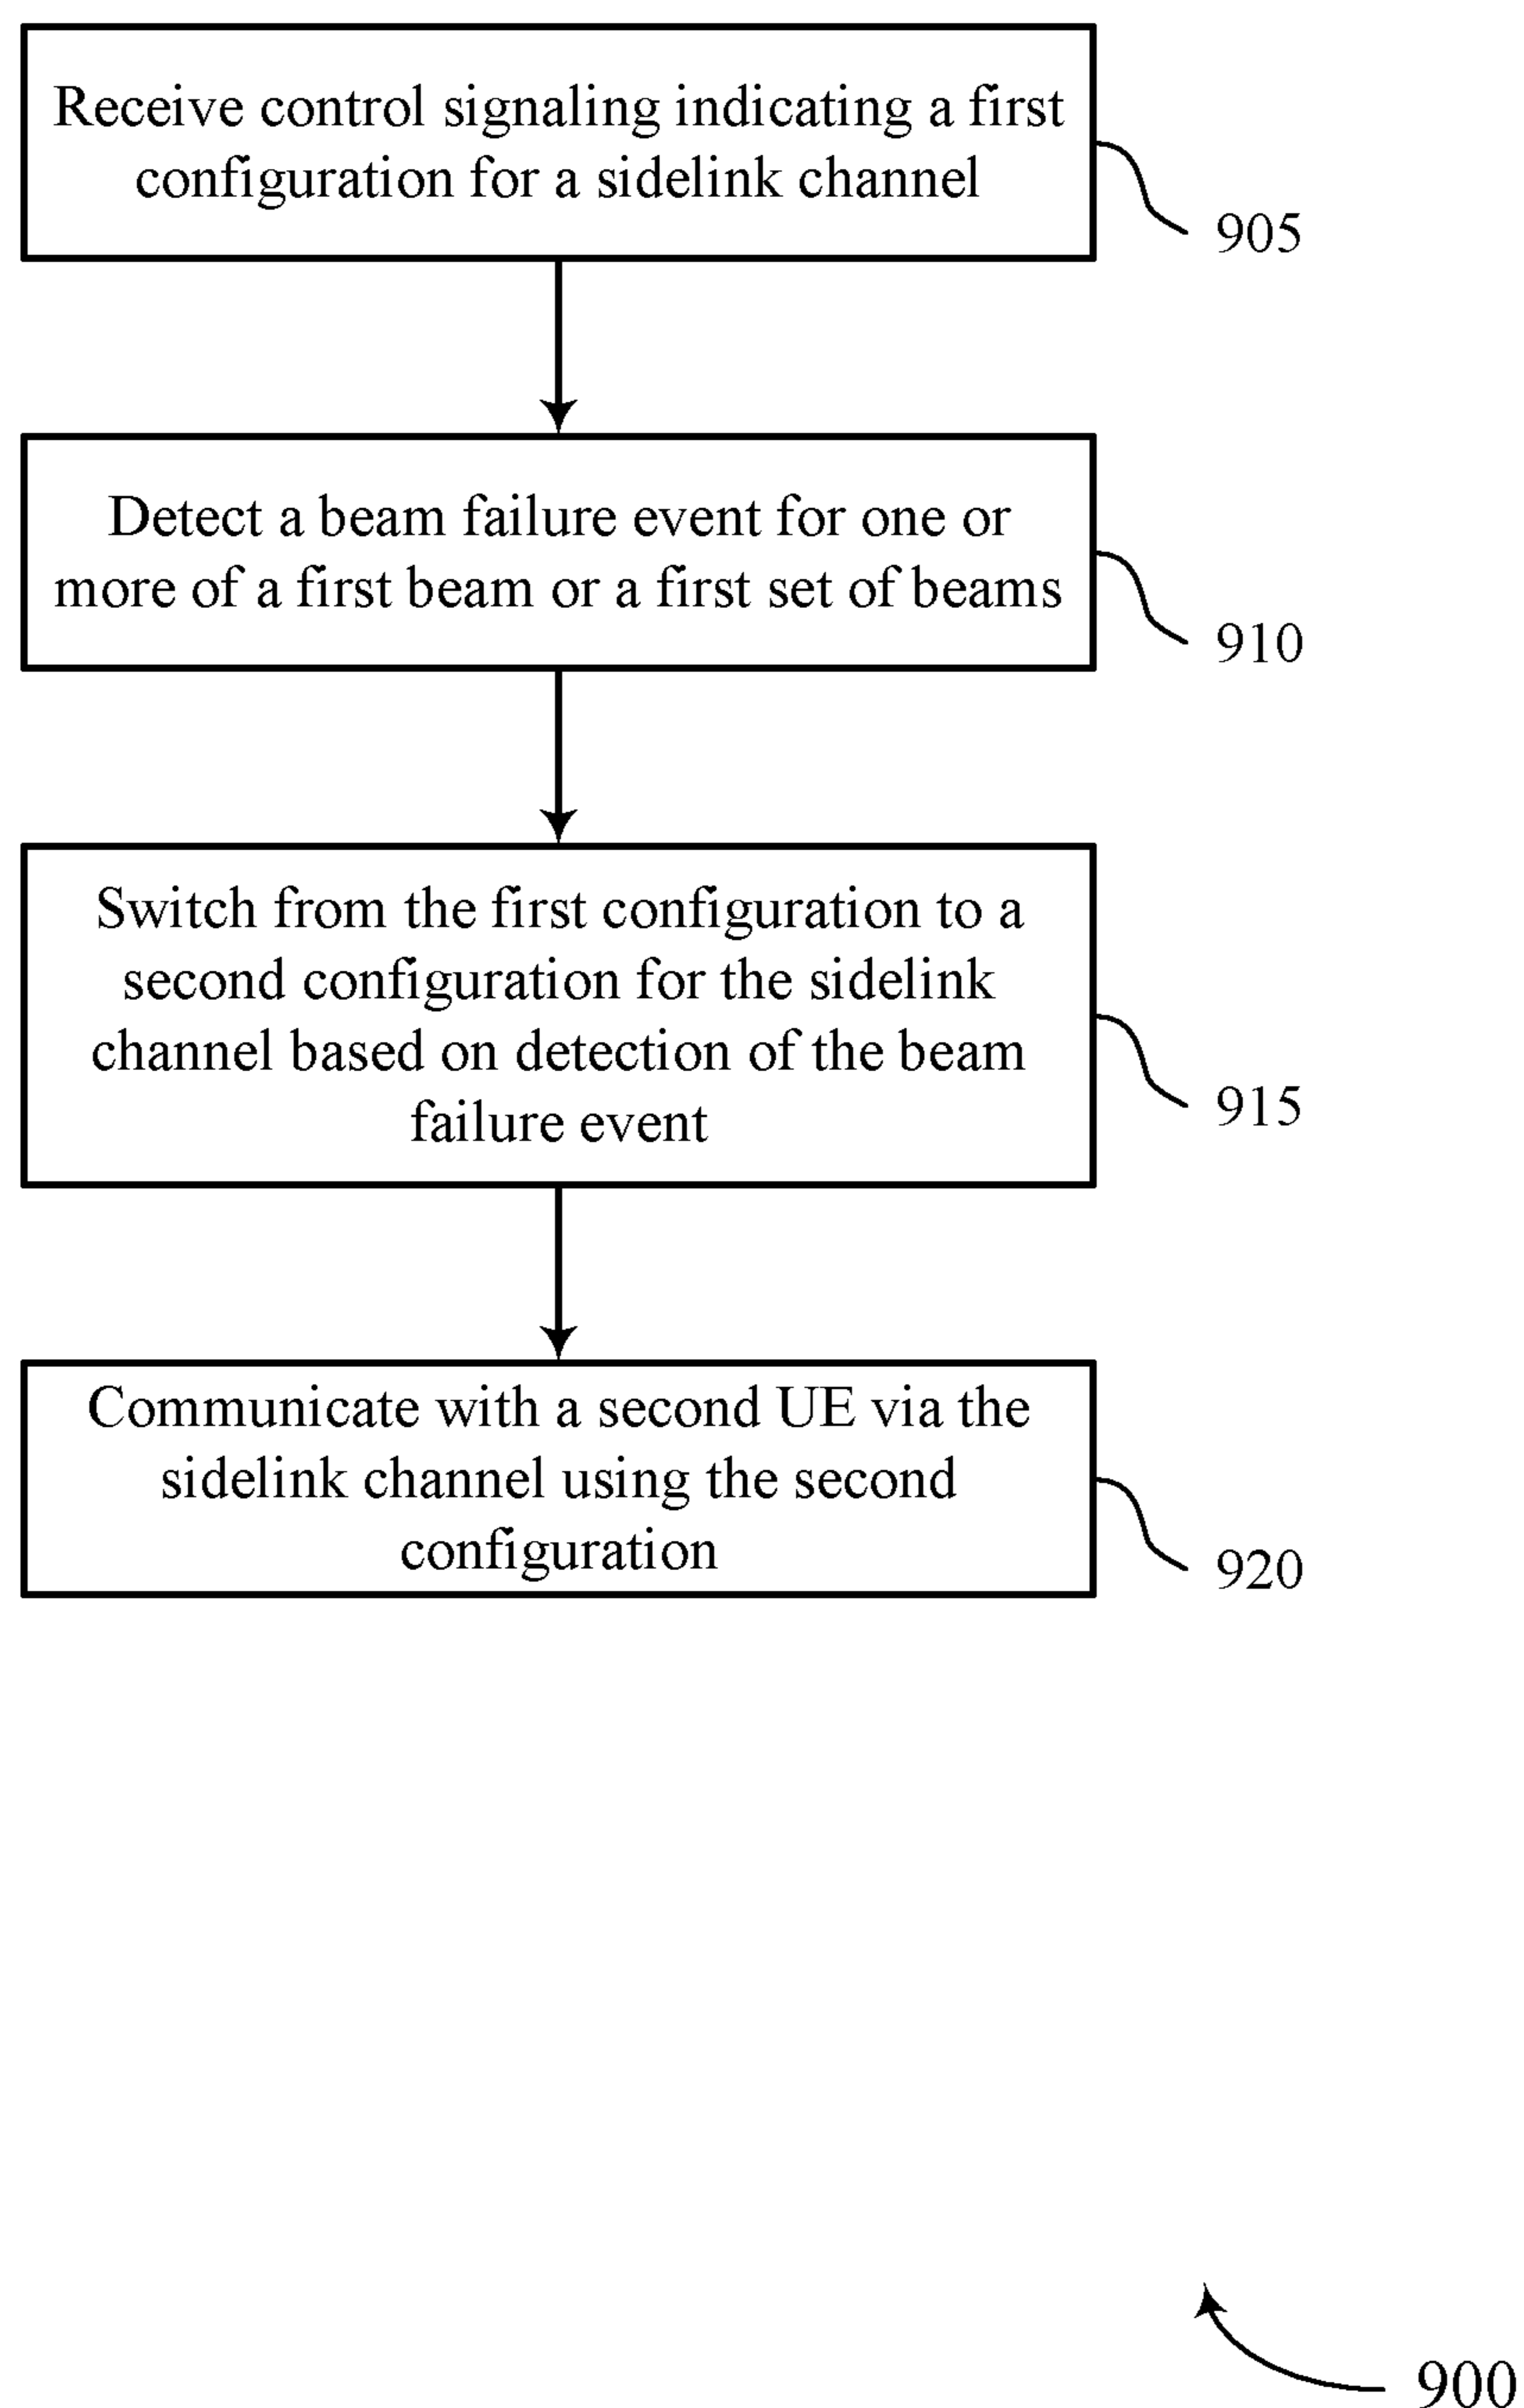 Receive control signaling indicating a first
configuration for a sidelink channel
905
Detect a beam failure event for one or
more of a first beam or a first set of beams
910
Switch from the first configuration to a
second configuration for the sidelink
channel based on detection of the beam
failure event
915
Communicate with a second UE via the
sidelink channel using the second
configuration
920
900